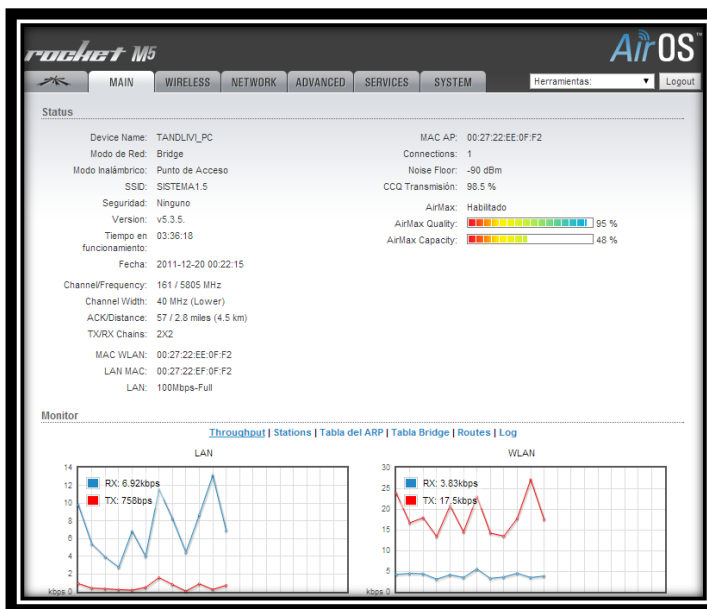 rocket M5
AirOS™
MAIN WIRELESS NETWORK ADVANCED SERVICES SYSTEM Herramientas: Logout
Status
Device Name: TANDLIVI_PC
Modo de Red: Bridge
Modo Inalámbrico: Punto de Acceso
SSID: SISTEMA1.5
Seguridad: Ninguno
Version: v5.3.5.
Tiempo en funcionamiento: 03:36:18
Fecha: 2011-12-20 00:22:15
Channel/Frequency: 161 / 5805 MHz
Channel Width: 40 MHz (Lower)
ACK/Distance: 57 / 2.8 miles (4.5 km)
TX/RX Chains: 2X2
MAC WLAN: 00:27:22:EE:0F:F2
LAN MAC: 00:27:22:EF:0F:F2
LAN: 100Mbps-Full
MAC AP: 00:27:22:EE:0F:F2
Connections: 1
Noise Floor: -90 dBm
CCQ Transmisión: 98.5 %
AirMax: Habilitado
AirMax Quality: 95 %
AirMax Capacity: 48 %
Monitor
Throughput | Stations | Tabla del ARP | Tabla Bridge | Routes | Log
LAN
14
12
10
8
6
4
2
kbps 0
RX: 6.92kbps
TX: 758bps
WLAN
30
25
20
15
10
5
kbps 0
RX: 3.83kbps
TX: 17.5kbps